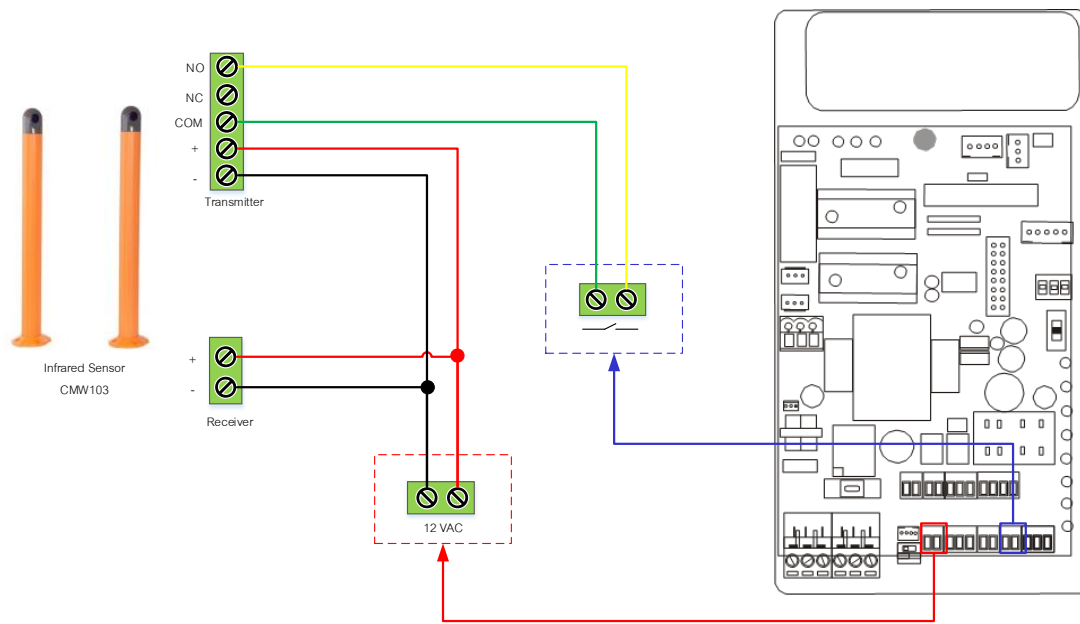 NO
NC
COM
+
-
Transmitter
Infrared Sensor
CMW103
+
-
Receiver
12 VAC